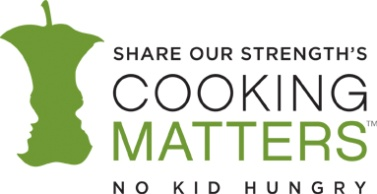 SHARE OUR STRENGTH'S
COOKING
MATTERS™
NO KID HUNGRY